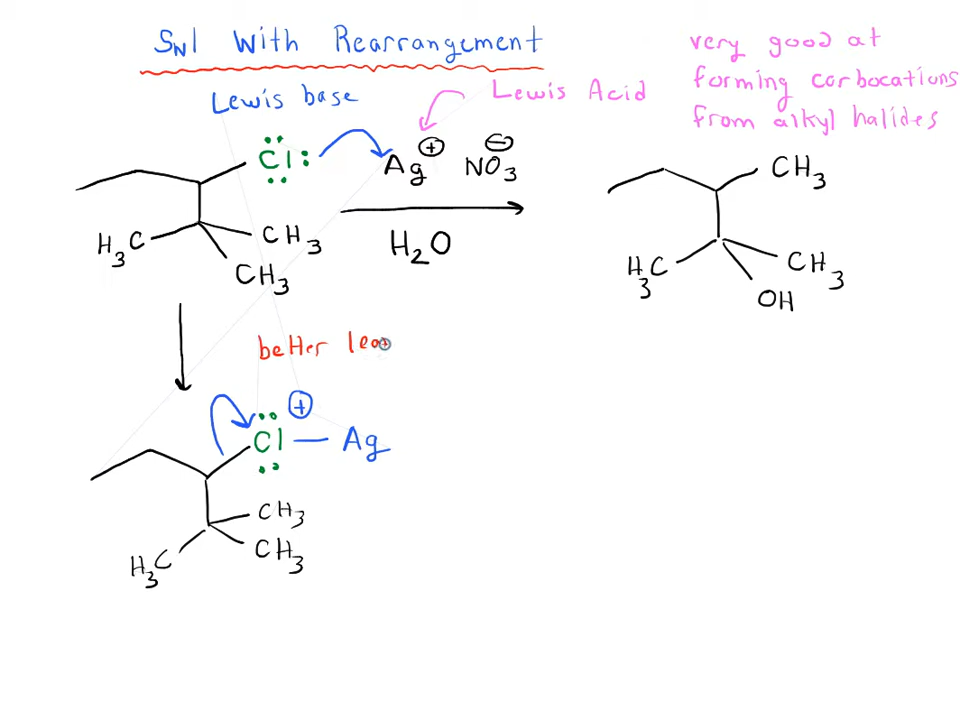 SN1 With Rearrangement
very good at
forming carbocations
from alkyl halides
Lewis base
Lewis Acid
Cl
Ag + NO3 −
H2O
H3C
CH3
CH3
CH3
H3C
CH3
OH
better lea
Cl + Ag
CH3
CH3
H3C